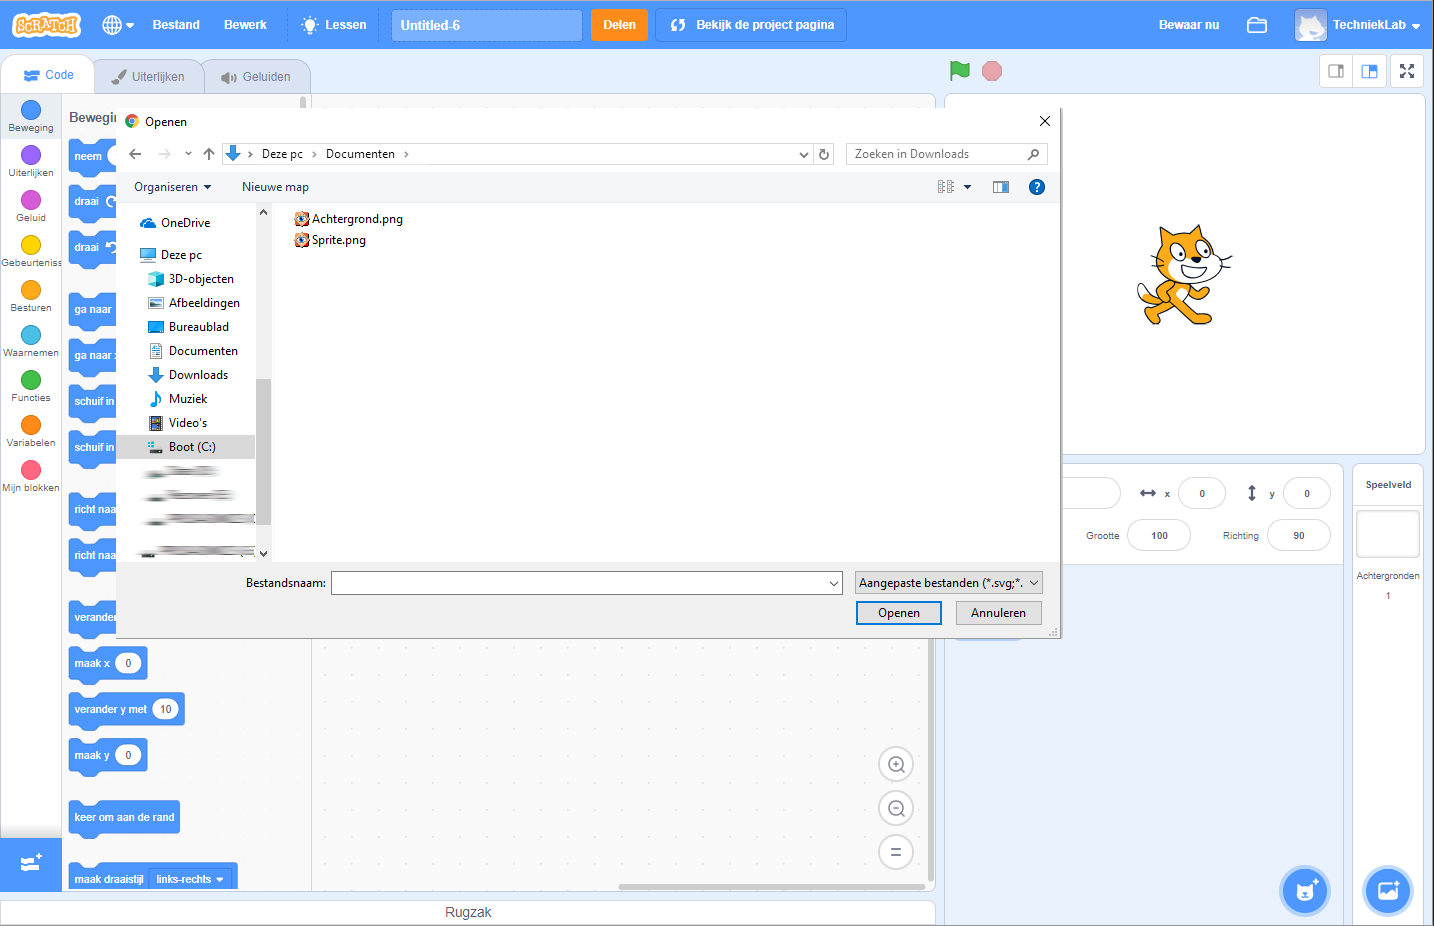 SCRATCH
Bestand
Bewerk
Lessen
Untitled-6
Delen
Bekijk de project pagina
Bewaar nu
TechniekLab
Code
Uiterlijken
Geluiden
Beweging
Uiterlijken
Geluid
Gebeurteniss
Besturen
Waarnemen
Functies
Variabelen
Mijn blokken
Bewegi
neem
draai
draai
ga naar
ga naar
schuif in
schuif in
richt naa
richt naa
verander
maak x 0
verander y met 10
maak y 0
keer om aan de rand
maak draaistijl links-rechts
Openen
Deze pc
Documenten
Zoeken in Downloads
Organiseren
Nieuwe map
OneDrive
Deze pc
3D-objecten
Afbeeldingen
Bureaublad
Documenten
Downloads
Muziek
Video's
Boot (C:)
Achtergrond.png
Sprite.png
Bestandsnaam:
Aangepaste bestanden (*.svg;*.
Openen
Annuleren
x 0
y 0
Grootte 100
Richting 90
Speelveld
Achtergronden
1
Rugzak